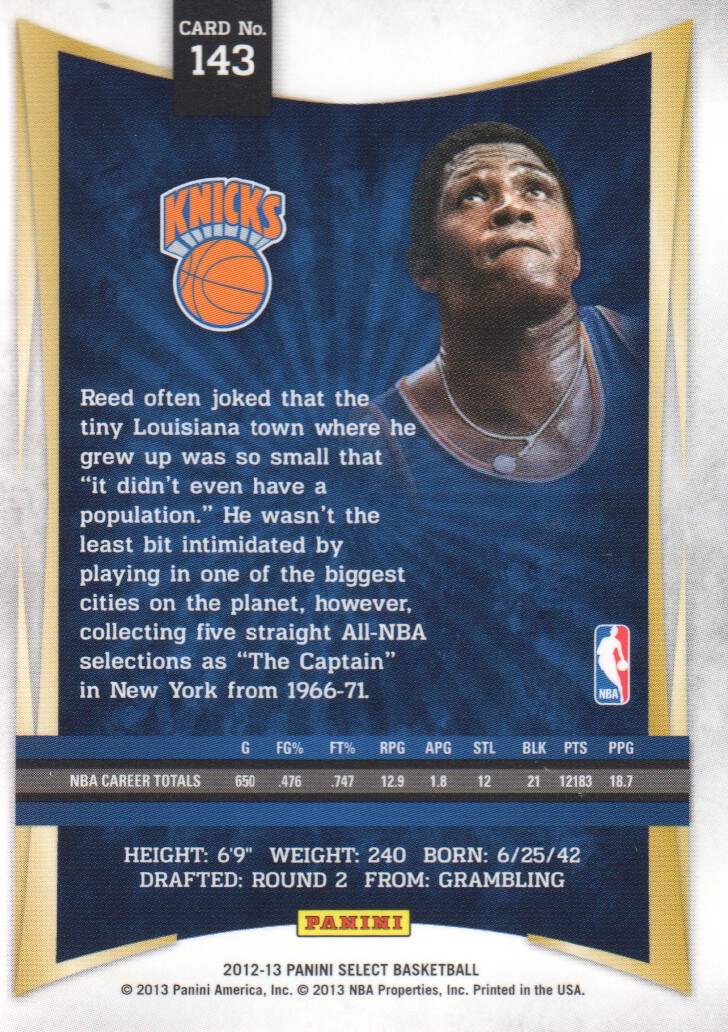 CARD No.
143
KNICKS
Reed often joked that the
tiny Louisiana town where he
grew up was so small that
“it didn't even have a
population.” He wasn't the
least bit intimidated by
playing in one of the biggest
cities on the planet, however,
collecting five straight All-NBA
selections as “The Captain”
in New York from 1966-71.
NBA
G FG% FT% RPG APG STL BLK PTS PPG
NBA CAREER TOTALS 650 .476 .747 12.9 1.8 12 21 12183 18.7
HEIGHT: 6'9" WEIGHT: 240 BORN: 6/25/42
DRAFTED: ROUND 2 FROM: GRAMBLING
PANINI
2012-13 PANINI SELECT BASKETBALL
© 2013 Panini America, Inc. © 2013 NBA Properties, Inc. Printed in the USA.